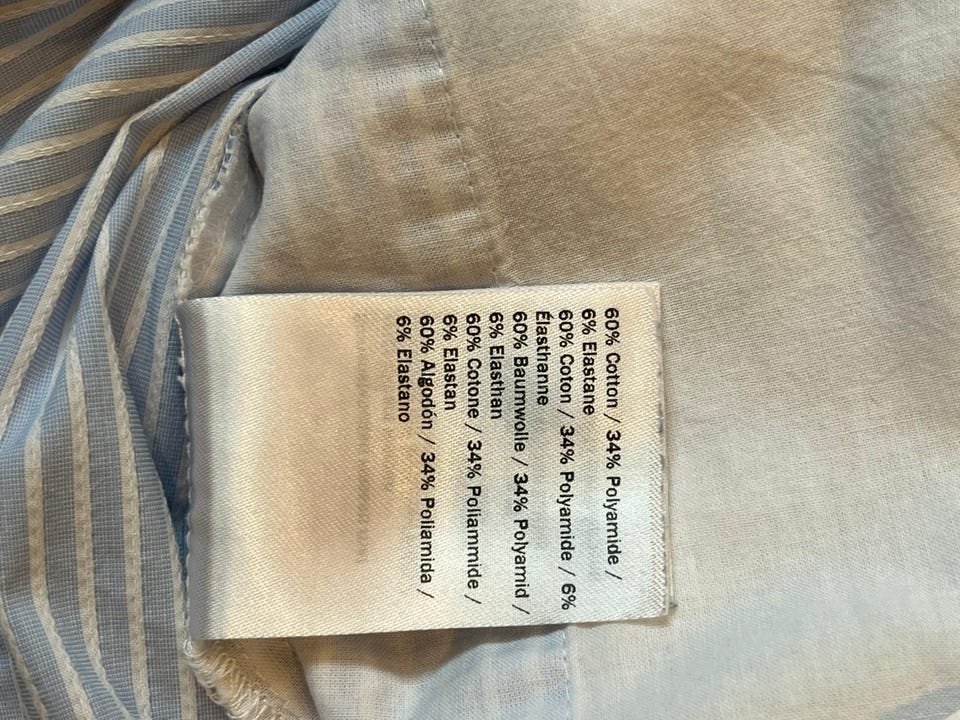 60% Cotton / 34% Polyamide /
6% Elastane
60% Coton / 34% Polyamide / 6%
Élasthanne
60% Baumwolle / 34% Polyamid /
6% Elasthan
60% Cotone / 34% Poliammide /
6% Elastan
60% Algodón / 34% Poliamida /
6% Elastano